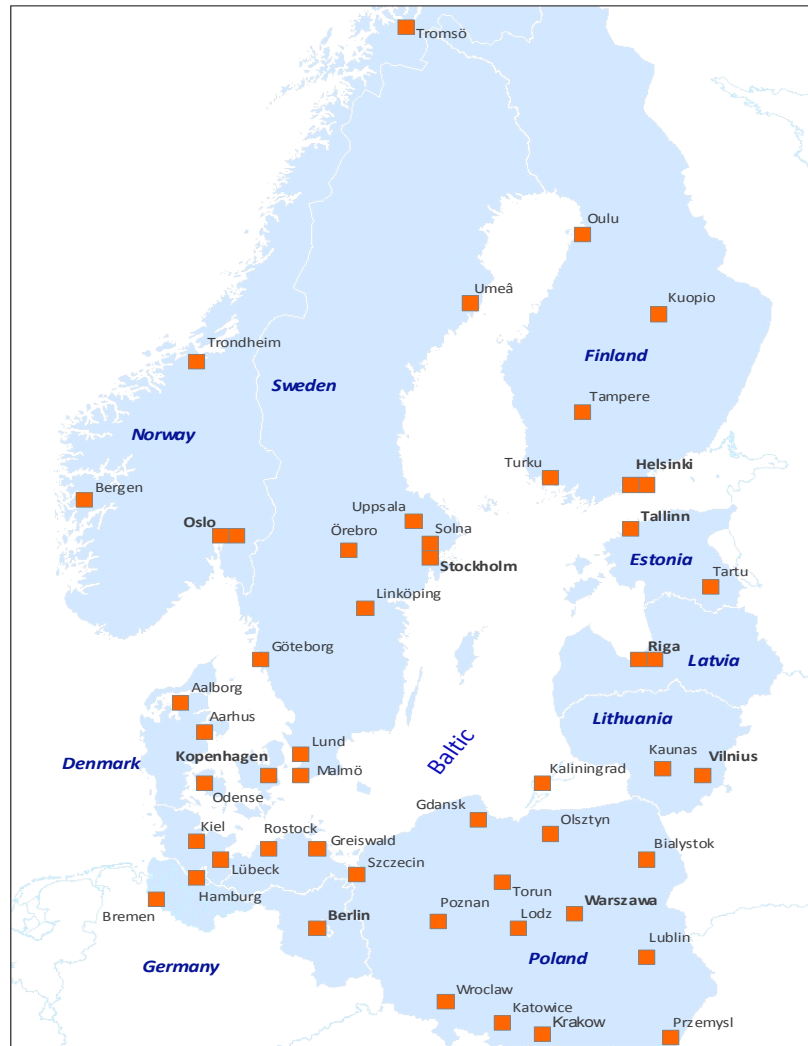 Tromsö
Oulu
Umeâ
Kuopio
Trondheim
Finland
Sweden
Tampere
Norway
Turku
Helsinki
Bergen
Uppsala
Tallinn
Oslo
Örebro
Solna
Stockholm
Estonia
Tartu
Linköping
Göteborg
Riga
Latvia
Aalborg
Aarhus
Lithuania
Denmark
Kopenhagen
Lund
Baltic
Kaunas
Vilnius
Malmö
Kaliningrad
Odense
Gdansk
Kiel
Rostock
Greiswald
Olsztyn
Bialystok
Lübeck
Szczecin
Hamburg
Torun
Bremen
Berlin
Poznan
Lodz
Warszawa
Germany
Poland
Lublin
Wroclaw
Katowice
Krakow
Przemysl